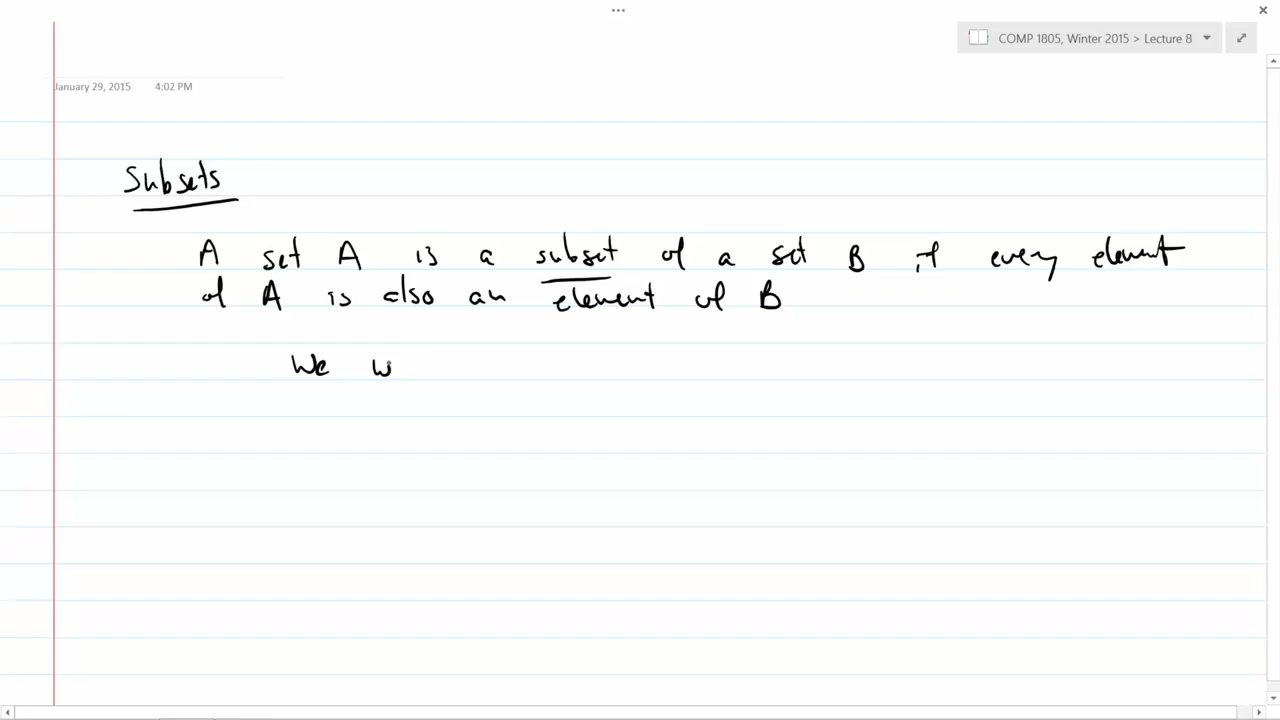 ...
COMP 1805, Winter 2015 > Lecture 8
January 29, 2015 4:02 PM
Subsets
A set A is a subset of a set B if every element
of A is also an element of B
We w